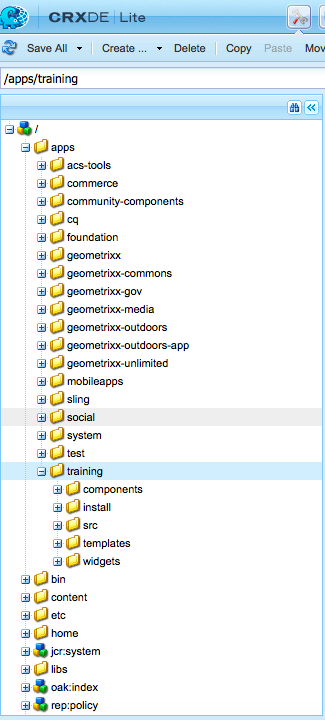 CRXDE | Lite
Save All Create ... Delete Copy Paste Mov
/apps/training
/
apps
acs-tools
commerce
community-components
cq
foundation
geometrixx
geometrixx-commons
geometrixx-gov
geometrixx-media
geometrixx-outdoors
geometrixx-outdoors-app
geometrixx-unlimited
mobileapps
sling
social
system
test
training
components
install
src
templates
widgets
bin
content
etc
home
jcr:system
libs
oak:index
rep:policy